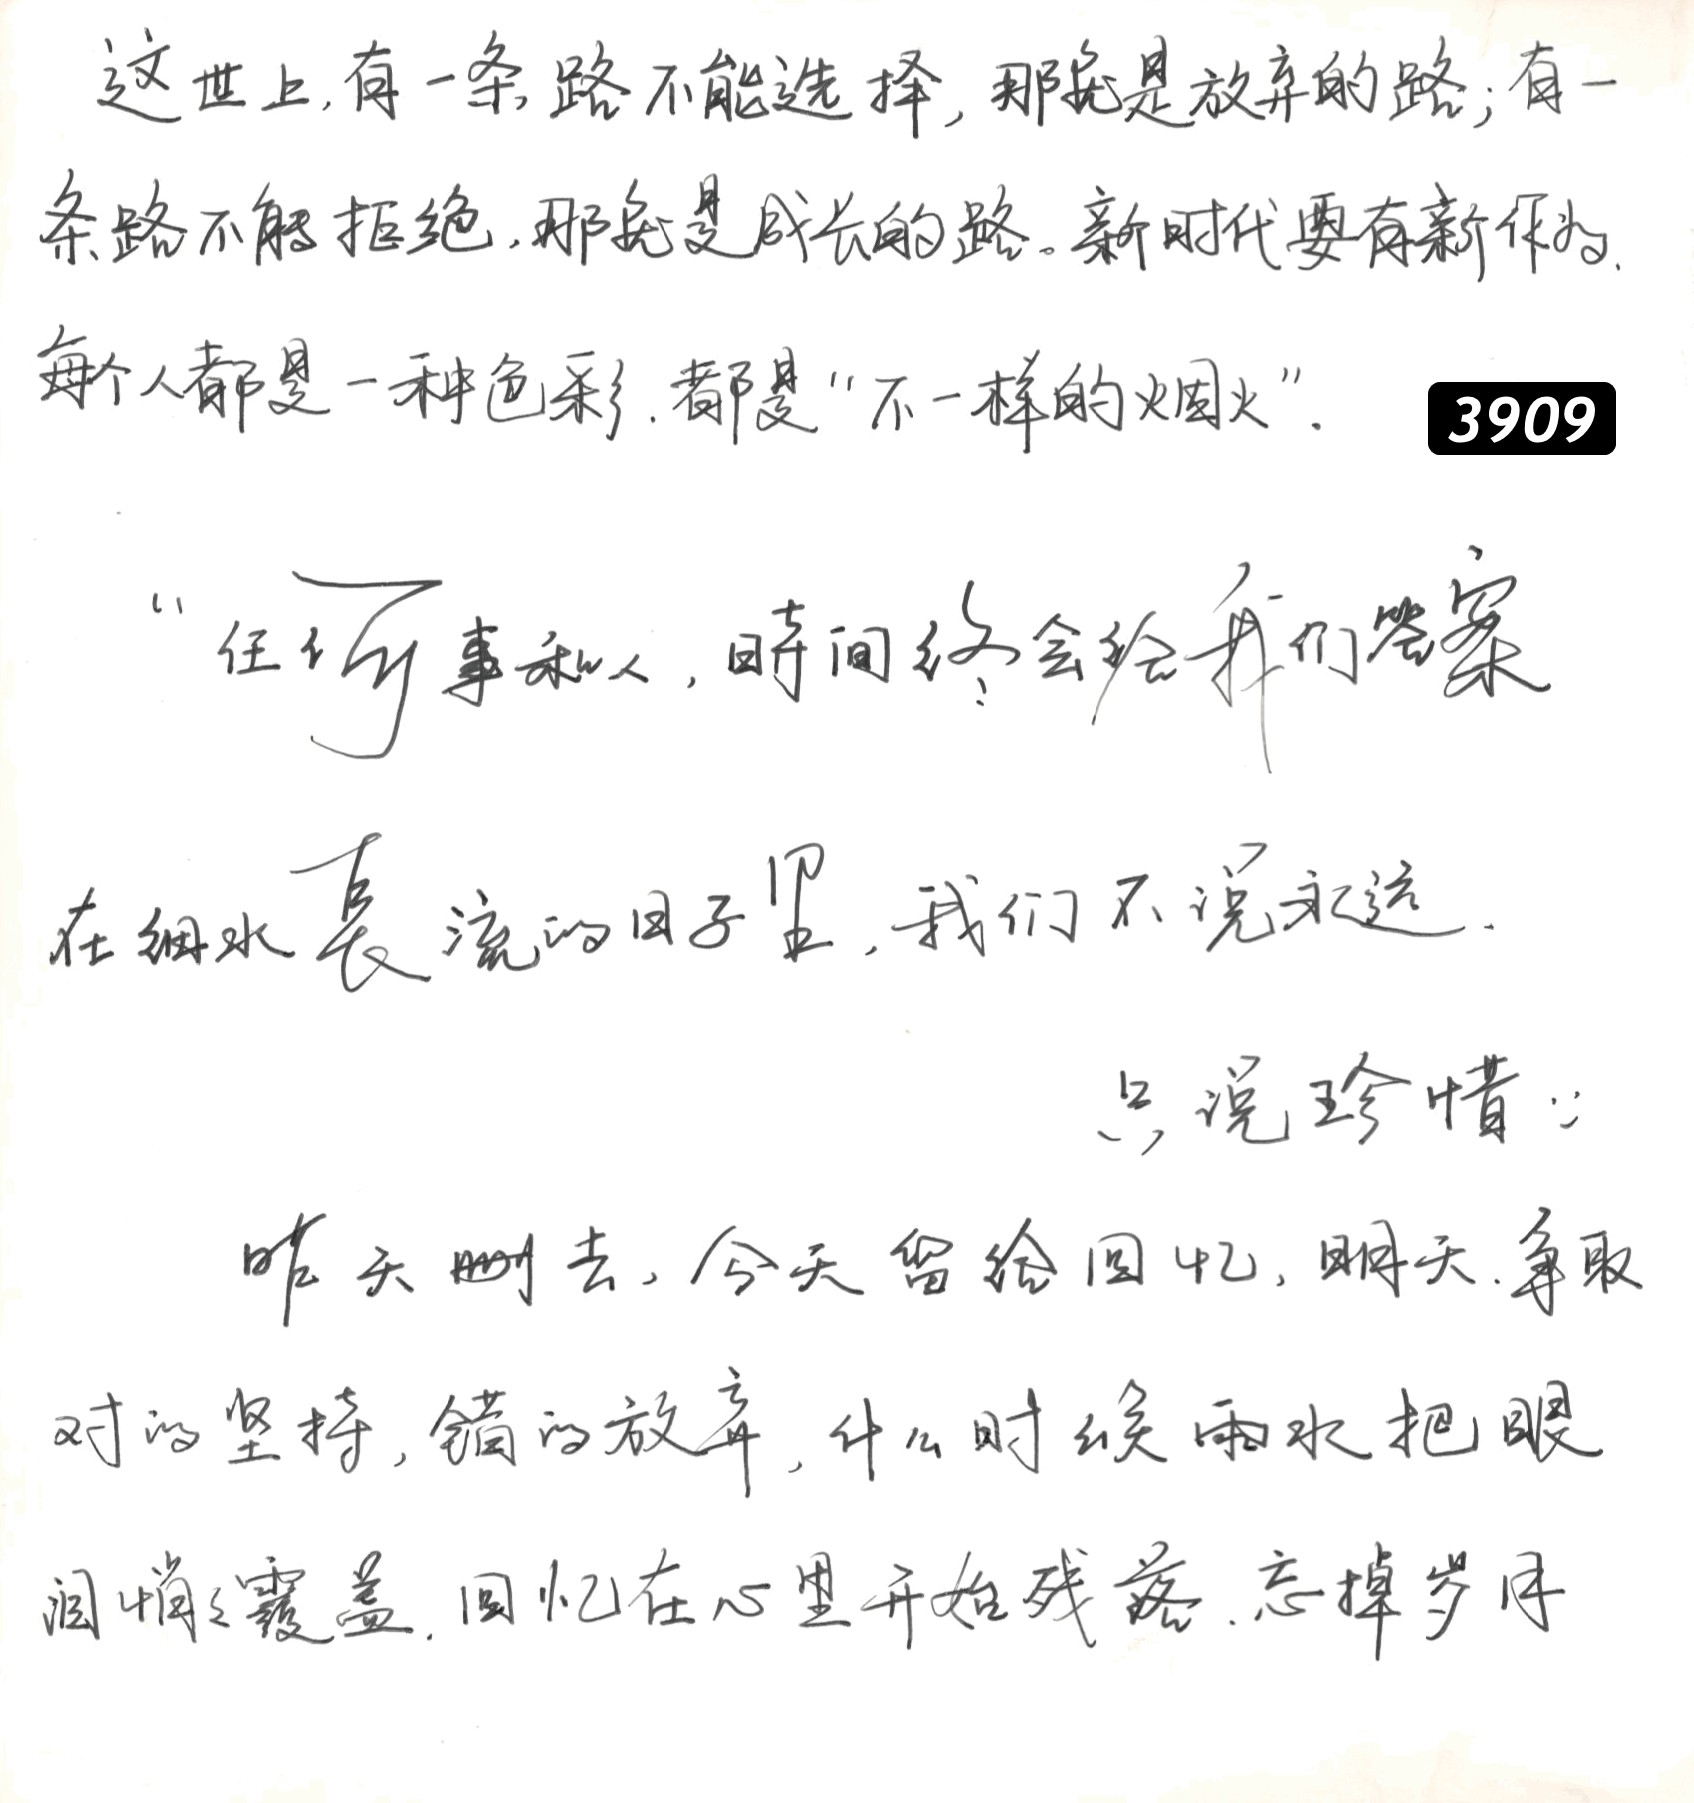 这世上,有一条路不能选择,那就是放弃的路;有一
条路不能拒绝,那就是成长的路。新时代要有新作为,
每个人都是一种色彩,都是“不一样的烟火”.
3909
“任何事和人,時间终会给我们答案
在细水長流的日子里,我们不说永远.
只说珍惜::
昨天删去,今天留给回忆,明天.争取
对的坚持,错的放弃,什么时候雨水把眼
泪悄々覆盖.回忆在心里开始残落.忘掉岁月